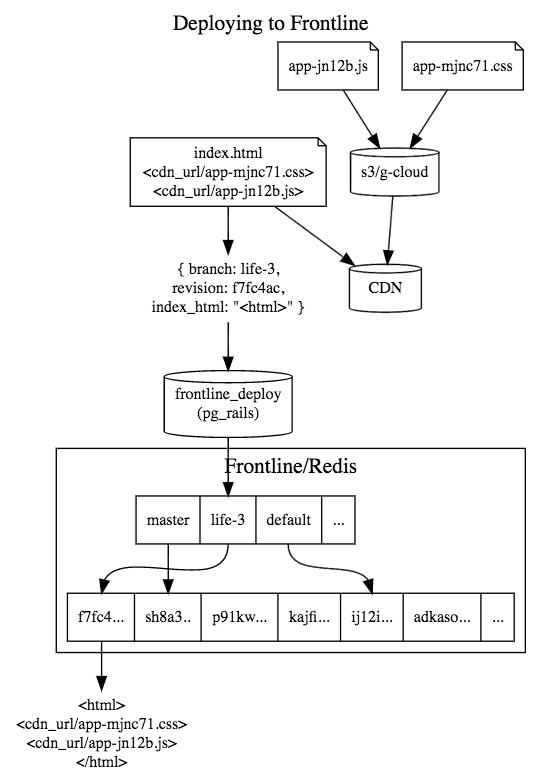 Deploying to Frontline
app-jn12b.js
app-mjnc71.css
index.html
<cdn_url/app-mjnc71.css>
<cdn_url/app-jn12b.js>
s3/g-cloud
{ branch: life-3,
revision: f7fc4ac,
index_html: "<html>" }
CDN
frontline_deploy
(pg_rails)
Frontline/Redis
master
life-3
default
...
f7fc4...
sh8a3..
p91kw...
kajfi...
ij12i...
adkaso...
...
<html>
<cdn_url/app-mjnc71.css>
<cdn_url/app-jn12b.js>
</html>